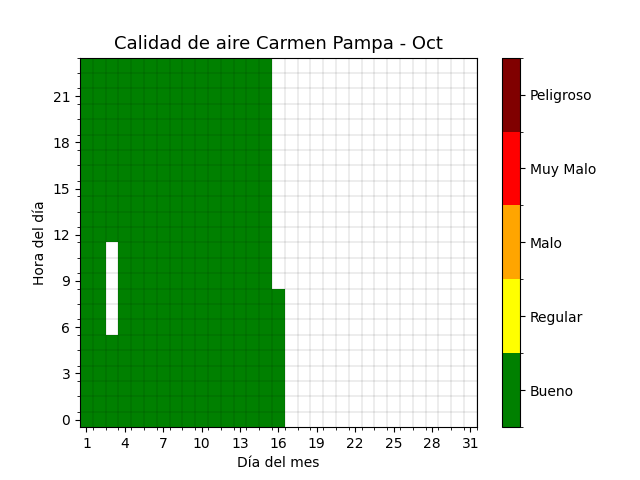 Calidad de aire Carmen Pampa - Oct
Hora del día
21
18
15
12
9
6
3
0
1 4 7 10 13 16 19 22 25 28 31
Día del mes
Peligroso
Muy Malo
Malo
Regular
Bueno